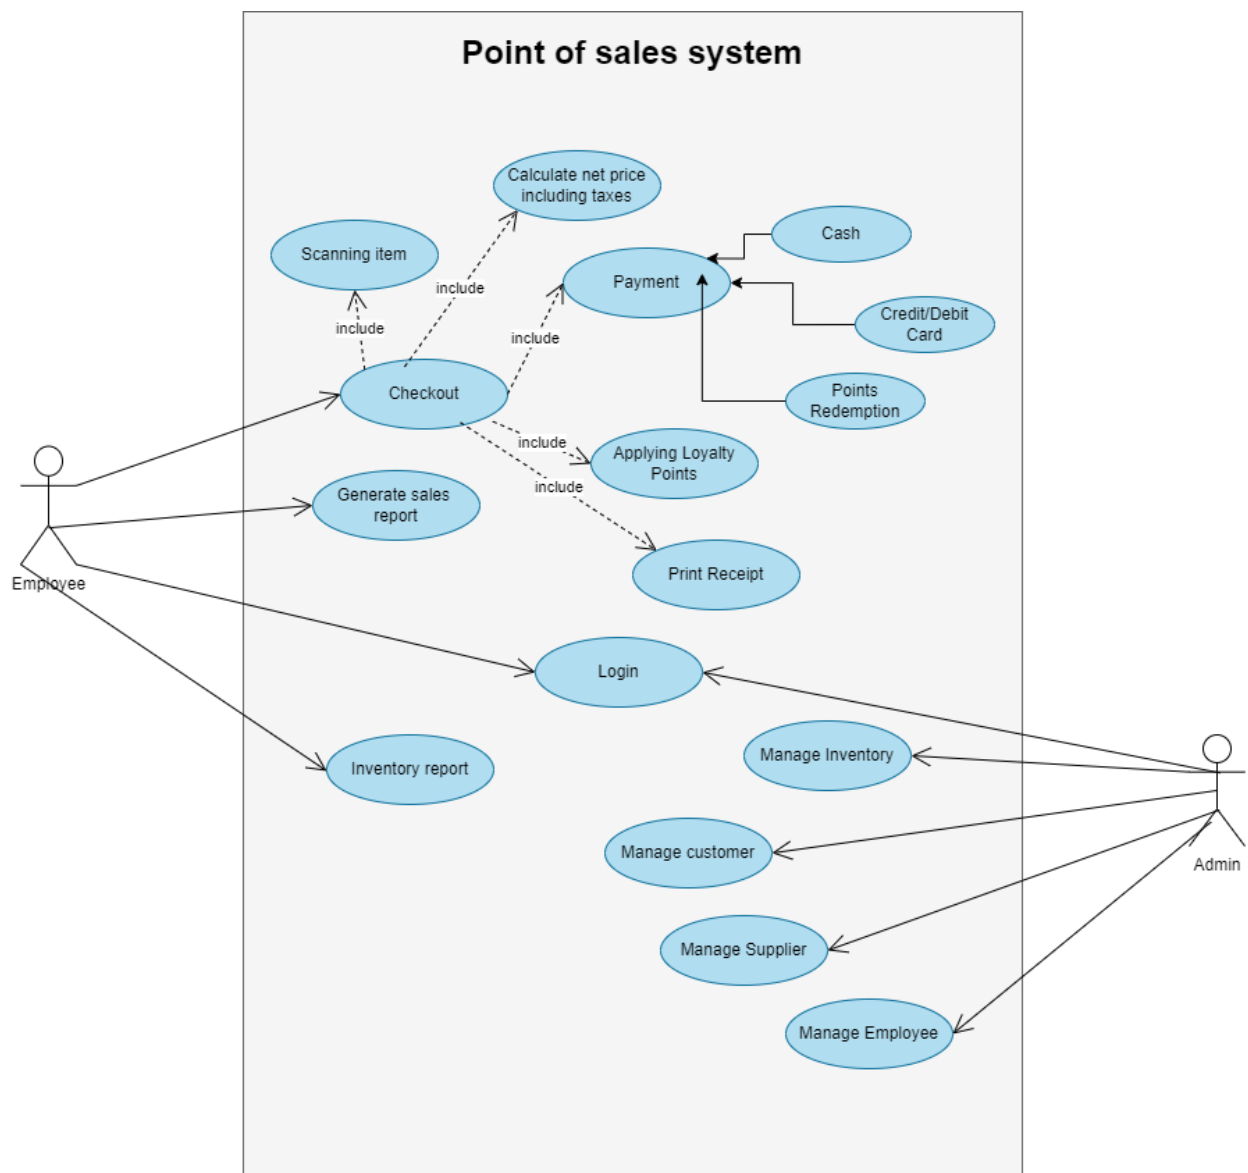 Point of sales system
Calculate net price
including taxes
Scanning item
Cash
Payment
include
Credit/Debit
Card
include
include
Checkout
Points
Redemption
include
Applying Loyalty
Points
include
Generate sales
report
Employee
Print Receipt
Login
Manage Inventory
Inventory report
Manage customer
Admin
Manage Supplier
Manage Employee